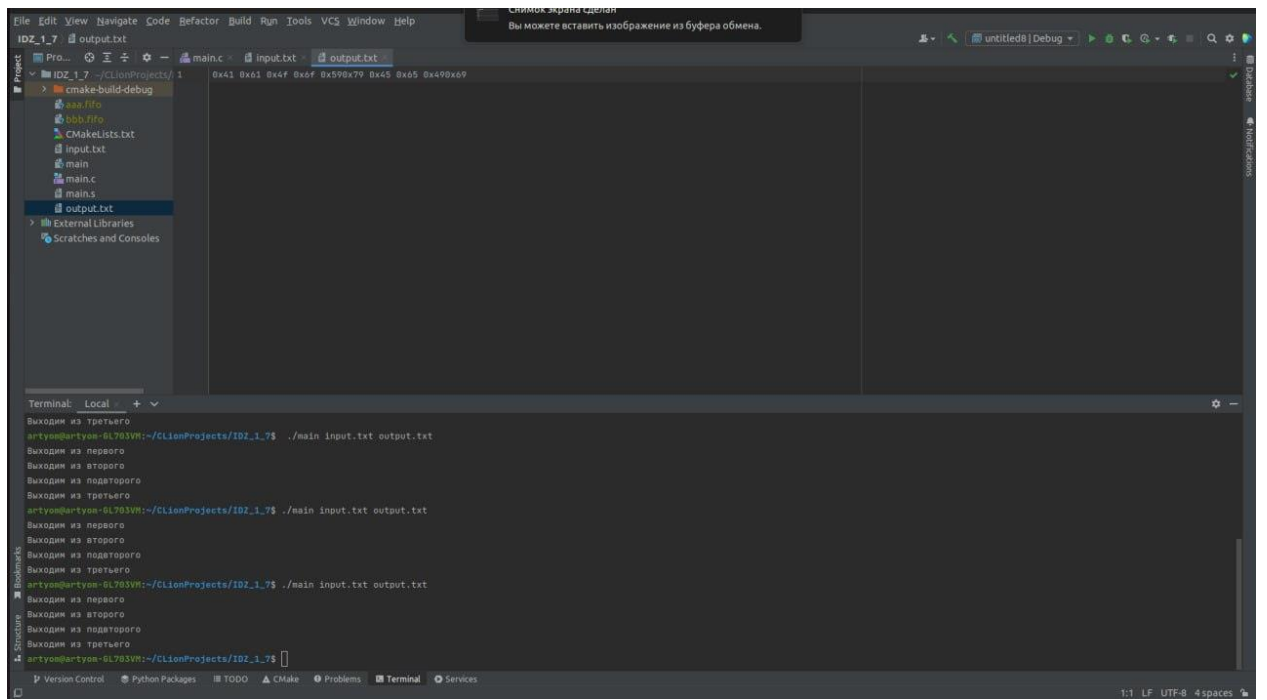 Снимок экрана сделан
Вы можете вставить изображение из буфера обмена.
File Edit View Navigate Code Refactor Build Run Tools VCS Window Help
IDZ_1_7 output.txt
untitled8 | Debug
Pro... main.c input.txt output.txt
Project
IDZ_1_7 ~/CLionProjects/
1 0x41 0x61 0x4f 0x6f 0x590x79 0x45 0x65 0x490x69
cmake-build-debug
aaa.fifo
bbb.fifo
CMakeLists.txt
input.txt
main
main.c
main.s
output.txt
External Libraries
Scratches and Consoles
Database
Notifications
Terminal: Local
Выходим из третьего
artyom@artyom-GL703VM:~/CLionProjects/IDZ_1_7$ ./main input.txt output.txt
Выходим из первого
Выходим из второго
Выходим из подвторого
Выходим из третьего
artyom@artyom-GL703VM:~/CLionProjects/IDZ_1_7$ ./main input.txt output.txt
Выходим из первого
Выходим из второго
Выходим из подвторого
Выходим из третьего
artyom@artyom-GL703VM:~/CLionProjects/IDZ_1_7$ ./main input.txt output.txt
Выходим из первого
Выходим из второго
Выходим из подвторого
Выходим из третьего
artyom@artyom-GL703VM:~/CLionProjects/IDZ_1_7$
Bookmarks
Structure
Version Control Python Packages TODO CMake Problems Terminal Services
1:1 LF UTF-8 4 spaces